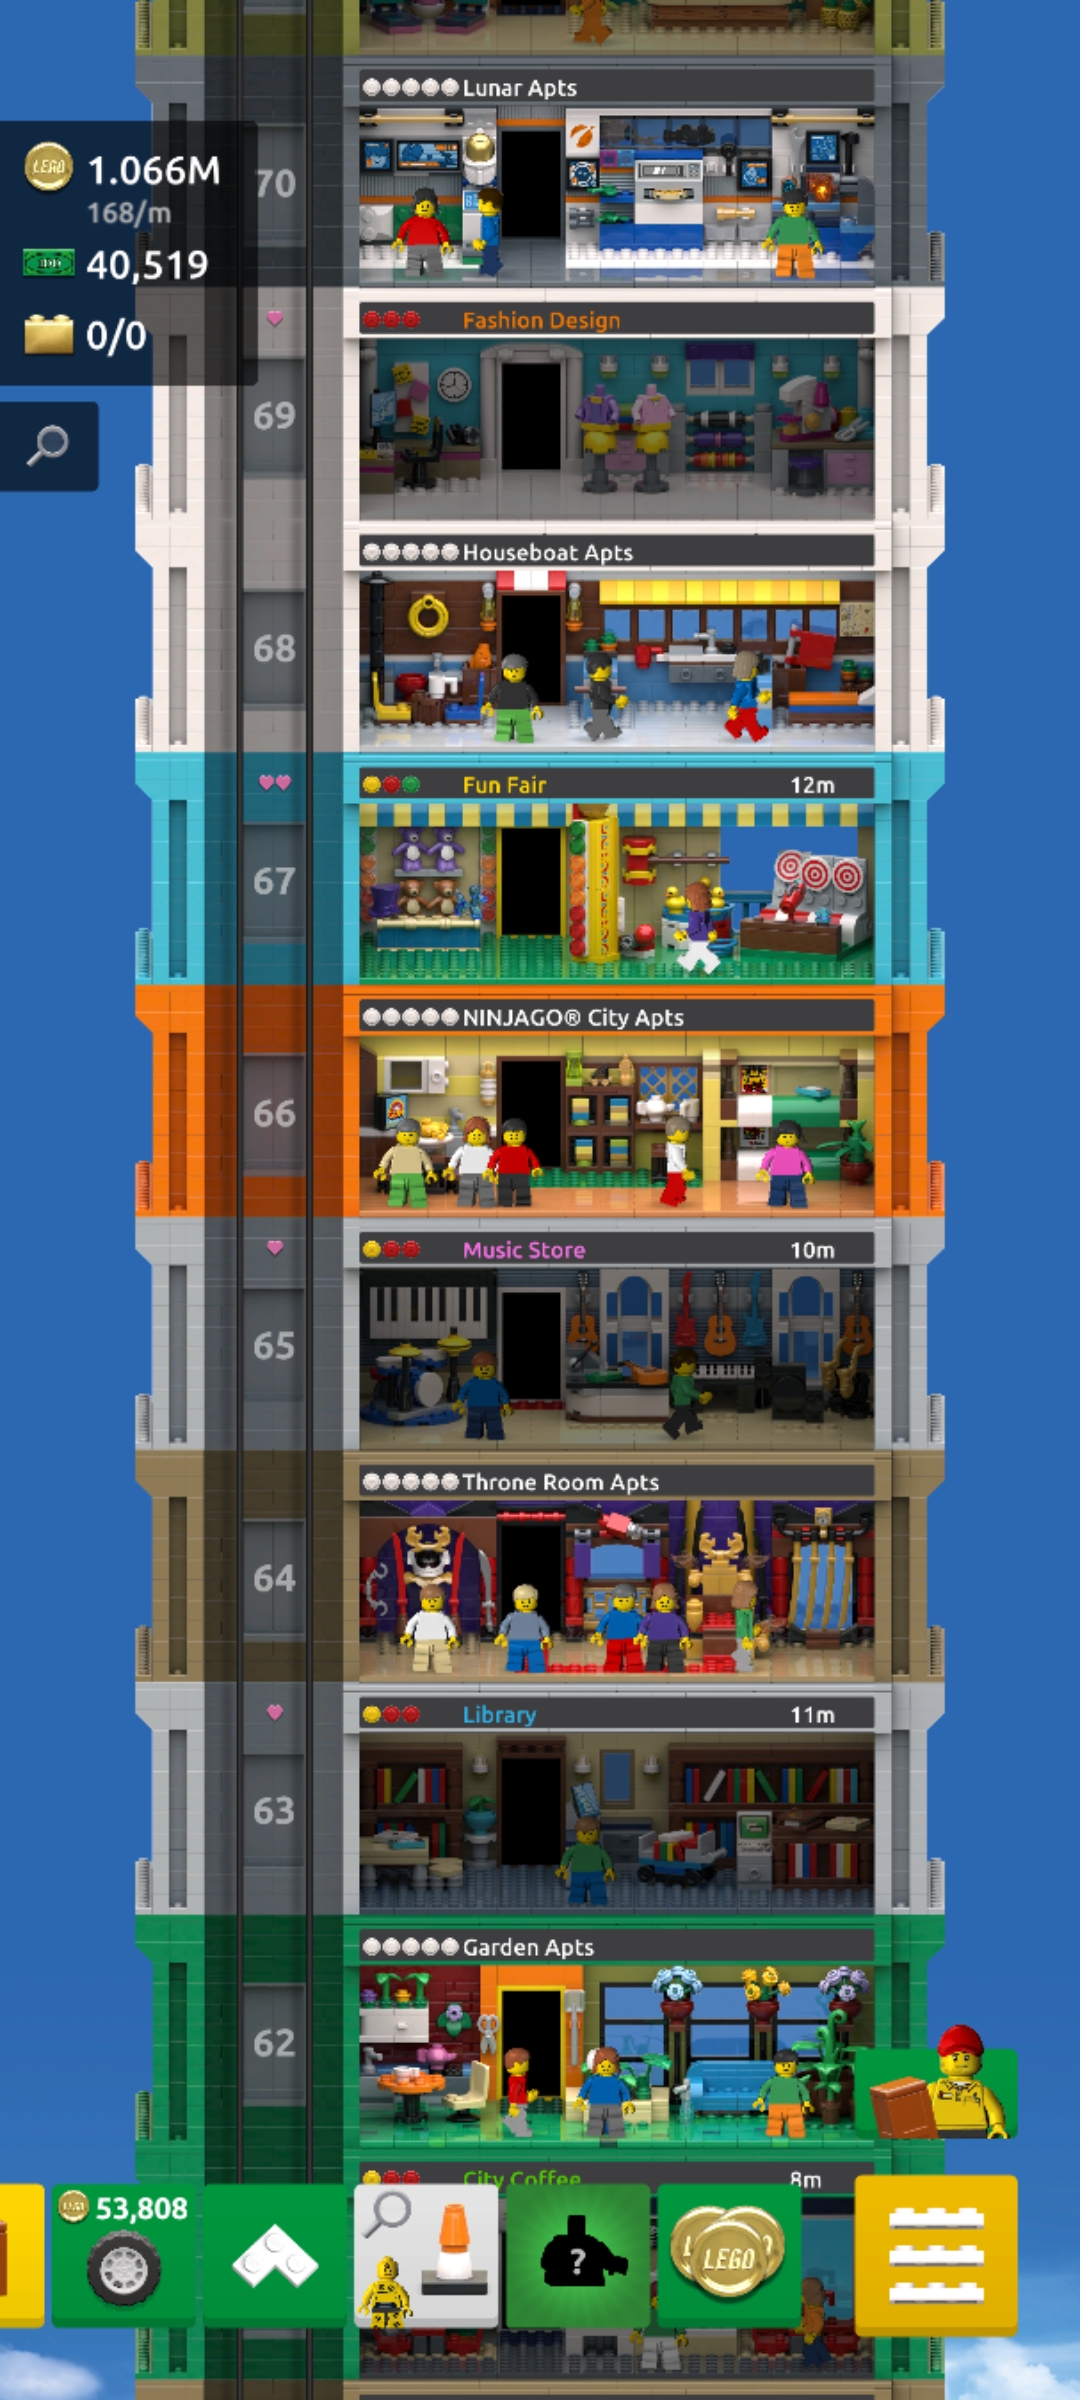 Lunar Apts
LEGO 1.066M
168/m
40,519
0/0
70
Fashion Design
69
Houseboat Apts
68
Fun Fair 12m
67
NINJAGO® City Apts
66
Music Store 10m
65
Throne Room Apts
64
Library 11m
63
Garden Apts
62
City Coffee 8m
53,808
?
LEGO